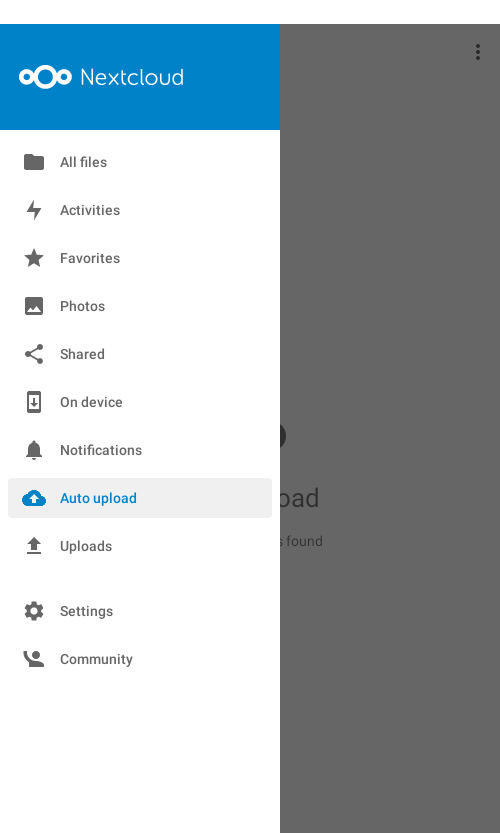 Nextcloud
All files
Activities
Favorites
Photos
Shared
On device
Notifications
Auto upload
oad
s found
Uploads
Settings
Community